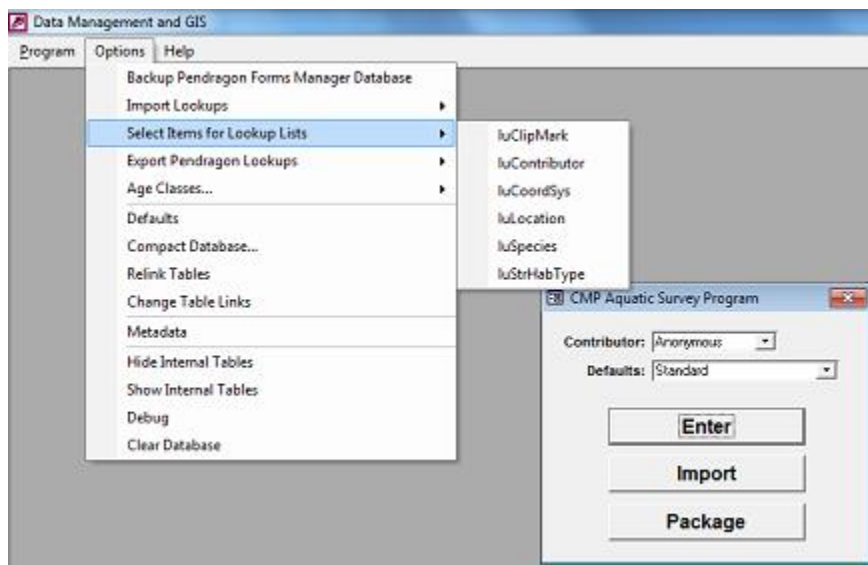 Data Management and GIS
Program Options Help
Backup Pendragon Forms Manager Database
Import Lookups
Select Items for Lookup Lists
Export Pendragon Lookups
Age Classes...
Defaults
Compact Database...
Relink Tables
Change Table Links
Metadata
Hide Internal Tables
Show Internal Tables
Debug
Clear Database
luClipMark
luContributor
luCoordSys
luLocation
luSpecies
luStrHabType
CMP Aquatic Survey Program
Contributor: Anonymous
Defaults: Standard
Enter
Import
Package